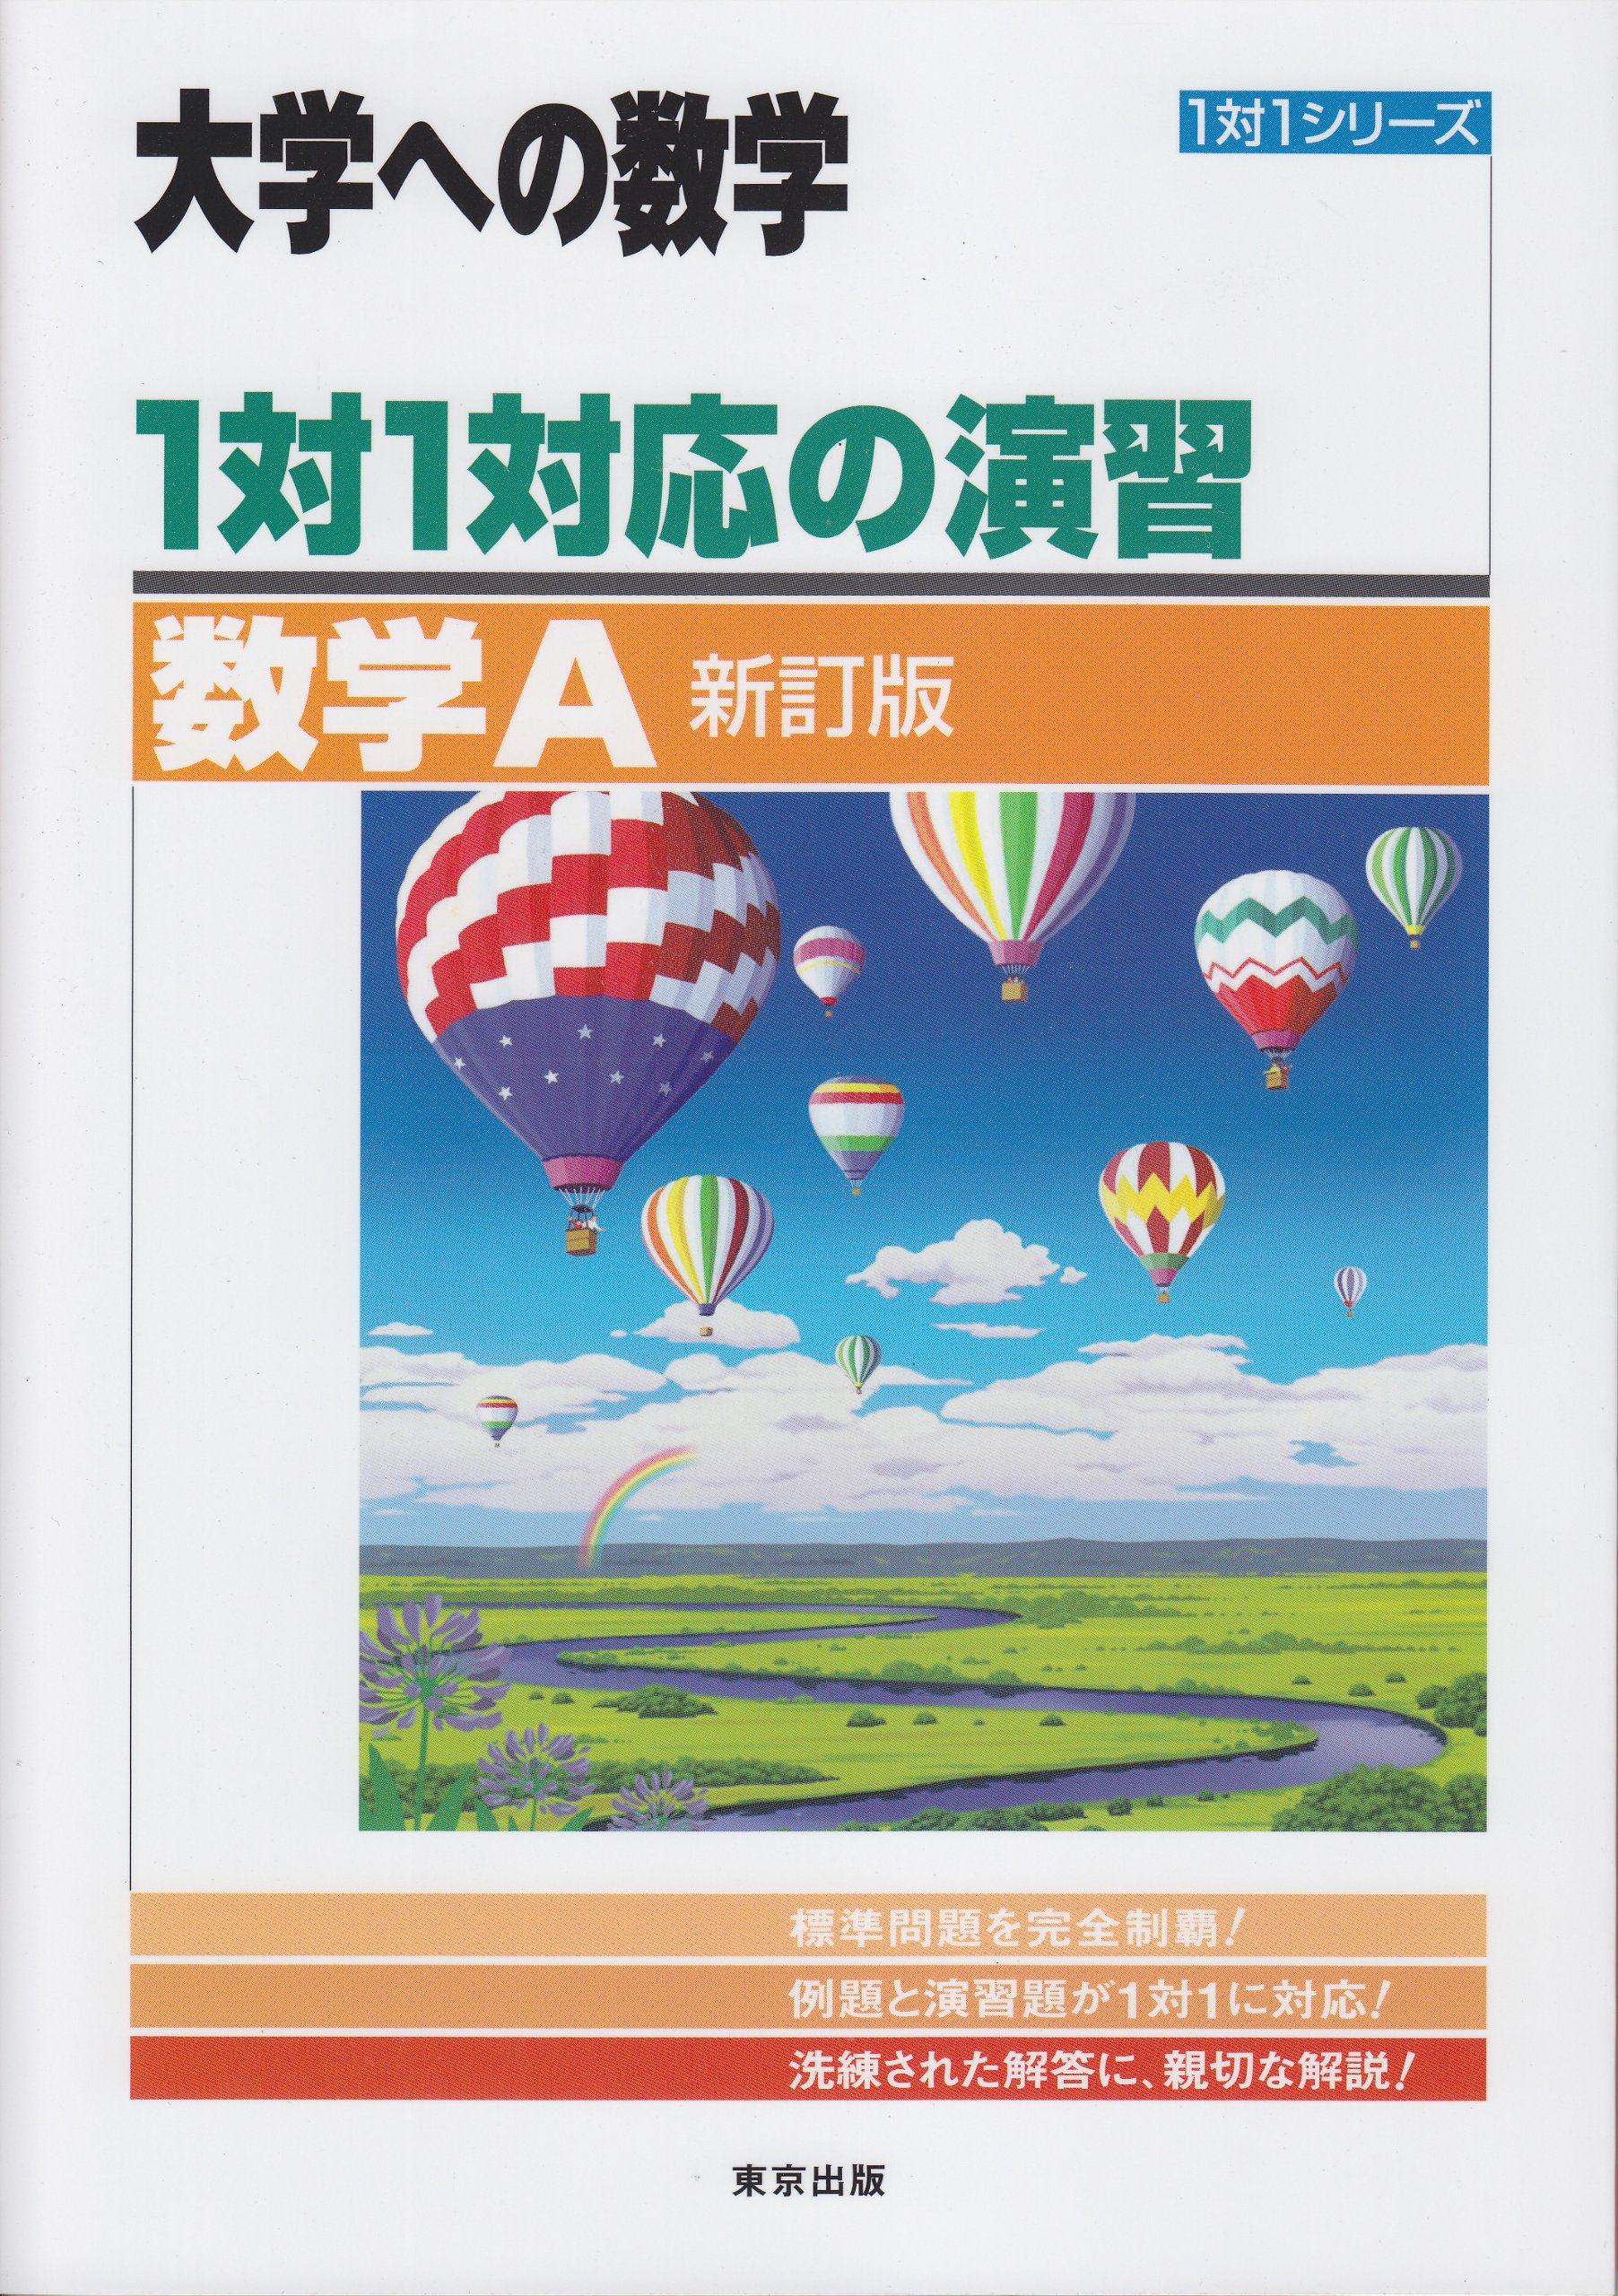 大学への数学
1対1シリーズ
1対1対応の演習
数学A 新訂版
標準問題を完全制覇！
例題と演習題が1対1に対応！
洗練された解答に、親切な解説！
東京出版